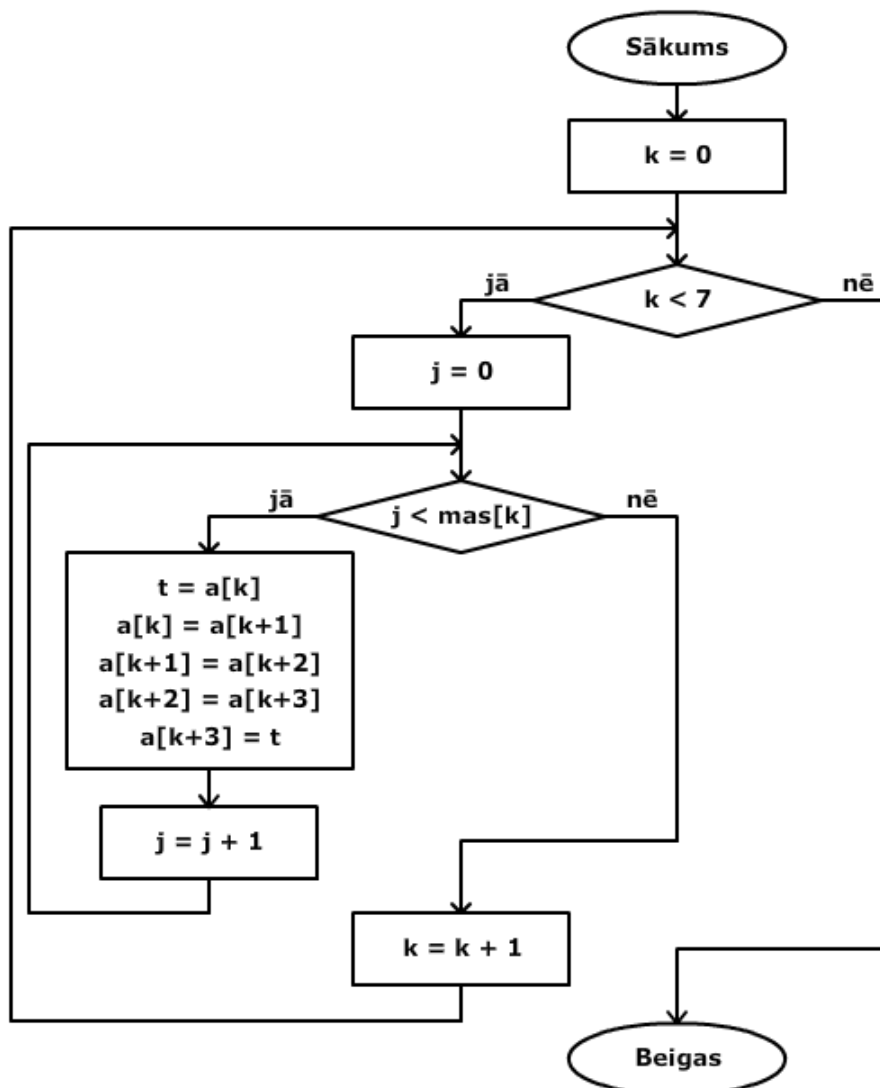 Sākums
k = 0
jā
k < 7
nē
j = 0
jā
j < mas[k]
nē
t = a[k]
a[k] = a[k+1]
a[k+1] = a[k+2]
a[k+2] = a[k+3]
a[k+3] = t
j = j + 1
k = k + 1
Beigas